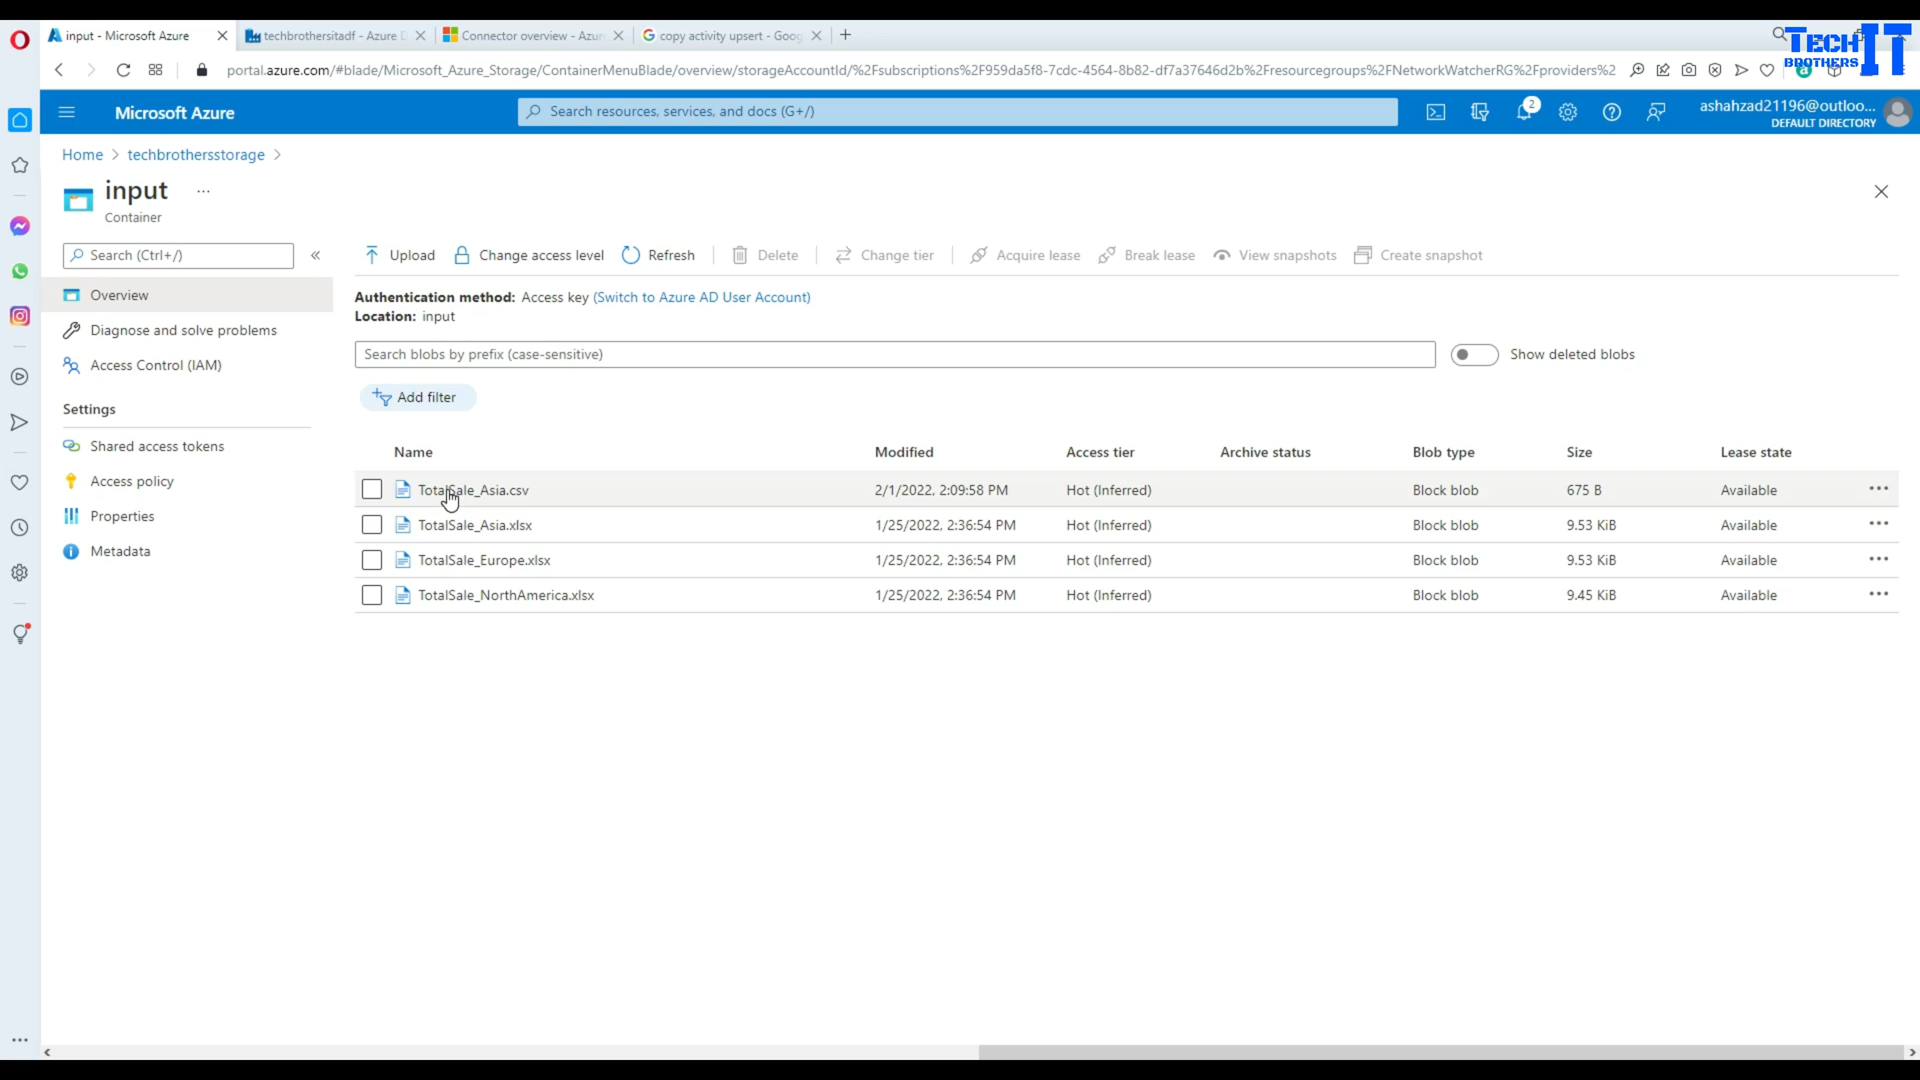 input - Microsoft Azure
techbrothersitadf - Azure D
Connector overview - Azur
copy activity upsert - Goog
TECH IT
BROTHERS
portal.azure.com/#blade/Microsoft_Azure_Storage/ContainerMenuBlade/overview/storageAccountId/%2Fsubscriptions%2F959da5f8-7cdc-4564-8b82-df7a37646d2b%2Fresourcegroups%2FNetworkWatcherRG%2Fproviders%2
Microsoft Azure
Search resources, services, and docs (G+/)
2
ashahzad21196@outloo...
DEFAULT DIRECTORY
Home > techbrothersstorage >
input
...
Container
Search (Ctrl+/)
«
Upload
Change access level
Refresh
Delete
Change tier
Acquire lease
Break lease
View snapshots
Create snapshot
Overview
Diagnose and solve problems
Access Control (IAM)
Settings
Shared access tokens
Access policy
Properties
Metadata
Authentication method: Access key (Switch to Azure AD User Account)
Location: input
Search blobs by prefix (case-sensitive)
Show deleted blobs
Add filter
Name Modified Access tier Archive status Blob type Size Lease state
TotalSale_Asia.csv 2/1/2022, 2:09:58 PM Hot (Inferred) Block blob 675 B Available ...
TotalSale_Asia.xlsx 1/25/2022, 2:36:54 PM Hot (Inferred) Block blob 9.53 KiB Available ...
TotalSale_Europe.xlsx 1/25/2022, 2:36:54 PM Hot (Inferred) Block blob 9.53 KiB Available ...
TotalSale_NorthAmerica.xlsx 1/25/2022, 2:36:54 PM Hot (Inferred) Block blob 9.45 KiB Available ...